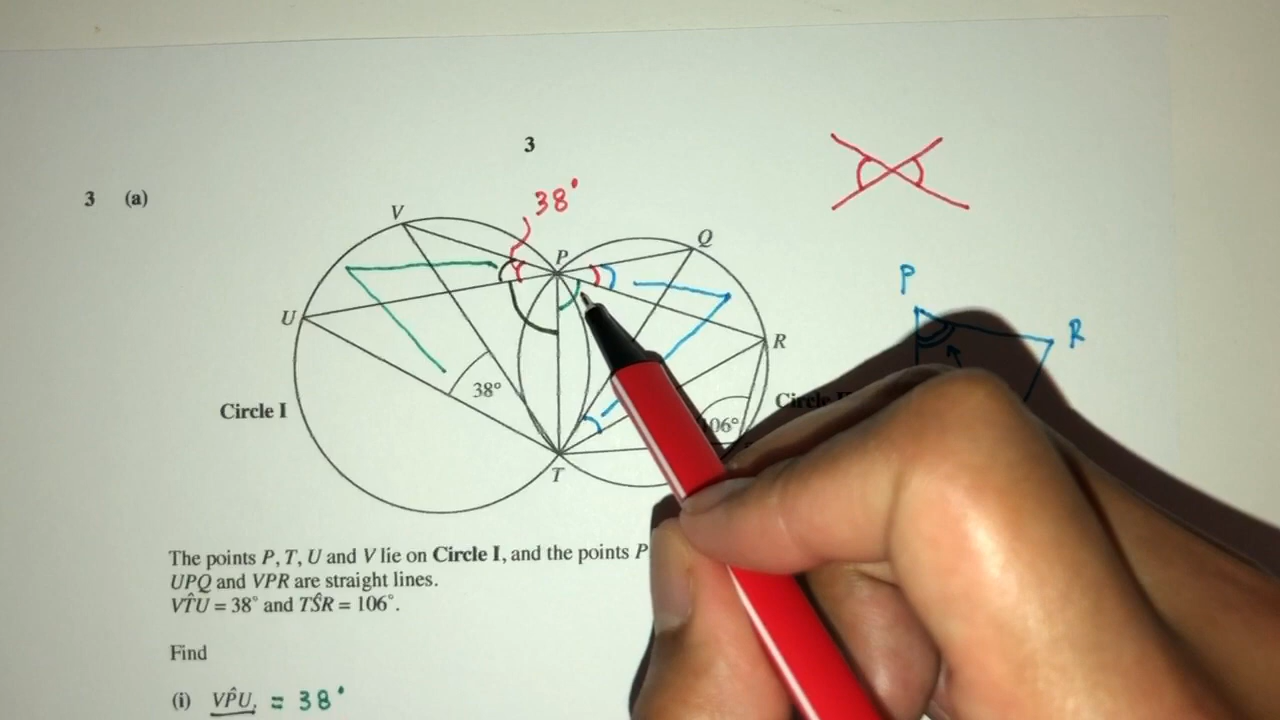 3
3 (a)
38°
V
P
Q
P
U
R
R
38°
Circle I
106°
T
The points P, T, U and V lie on Circle I, and the points P
UPQ and VPR are straight lines.
VT̂U = 38° and TŜR = 106°.
Find
(i) VP̂U, = 38°